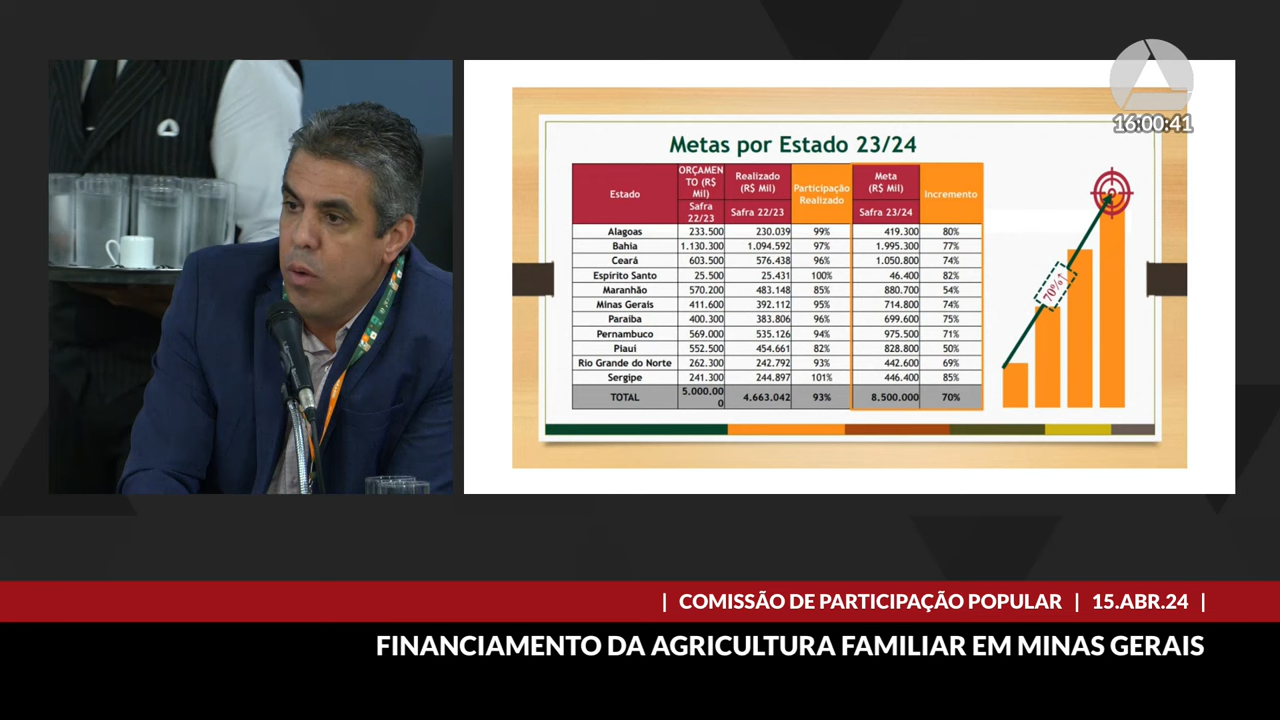 16:00:41
Metas por Estado 23/24
Estado | ORÇAMEN TO (R$ Mil) | Realizado (R$ Mil) | Participação Realizado | Meta (R$ Mil) | Incremento
Safra 22/23 | Safra 22/23 | Safra 23/24
Alagoas 233.500 230.039 99% 419.300 80%
Bahia 1.130.300 1.094.592 97% 1.995.300 77%
Ceará 603.500 576.438 96% 1.050.800 74%
Espírito Santo 25.500 25.431 100% 46.400 82%
Maranhão 570.200 483.148 85% 880.700 54%
Minas Gerais 411.600 392.112 95% 714.800 74%
Paraíba 400.300 383.806 96% 699.600 75%
Pernambuco 569.000 535.126 94% 975.500 71%
Piauí 552.500 454.661 82% 828.800 50%
Rio Grande do Norte 262.300 242.792 93% 442.600 69%
Sergipe 241.300 244.897 101% 446.400 85%
TOTAL 5.000.00 0 4.663.042 93% 8.500.000 70%
70%↑
| COMISSÃO DE PARTICIPAÇÃO POPULAR | 15.ABR.24 |
FINANCIAMENTO DA AGRICULTURA FAMILIAR EM MINAS GERAIS